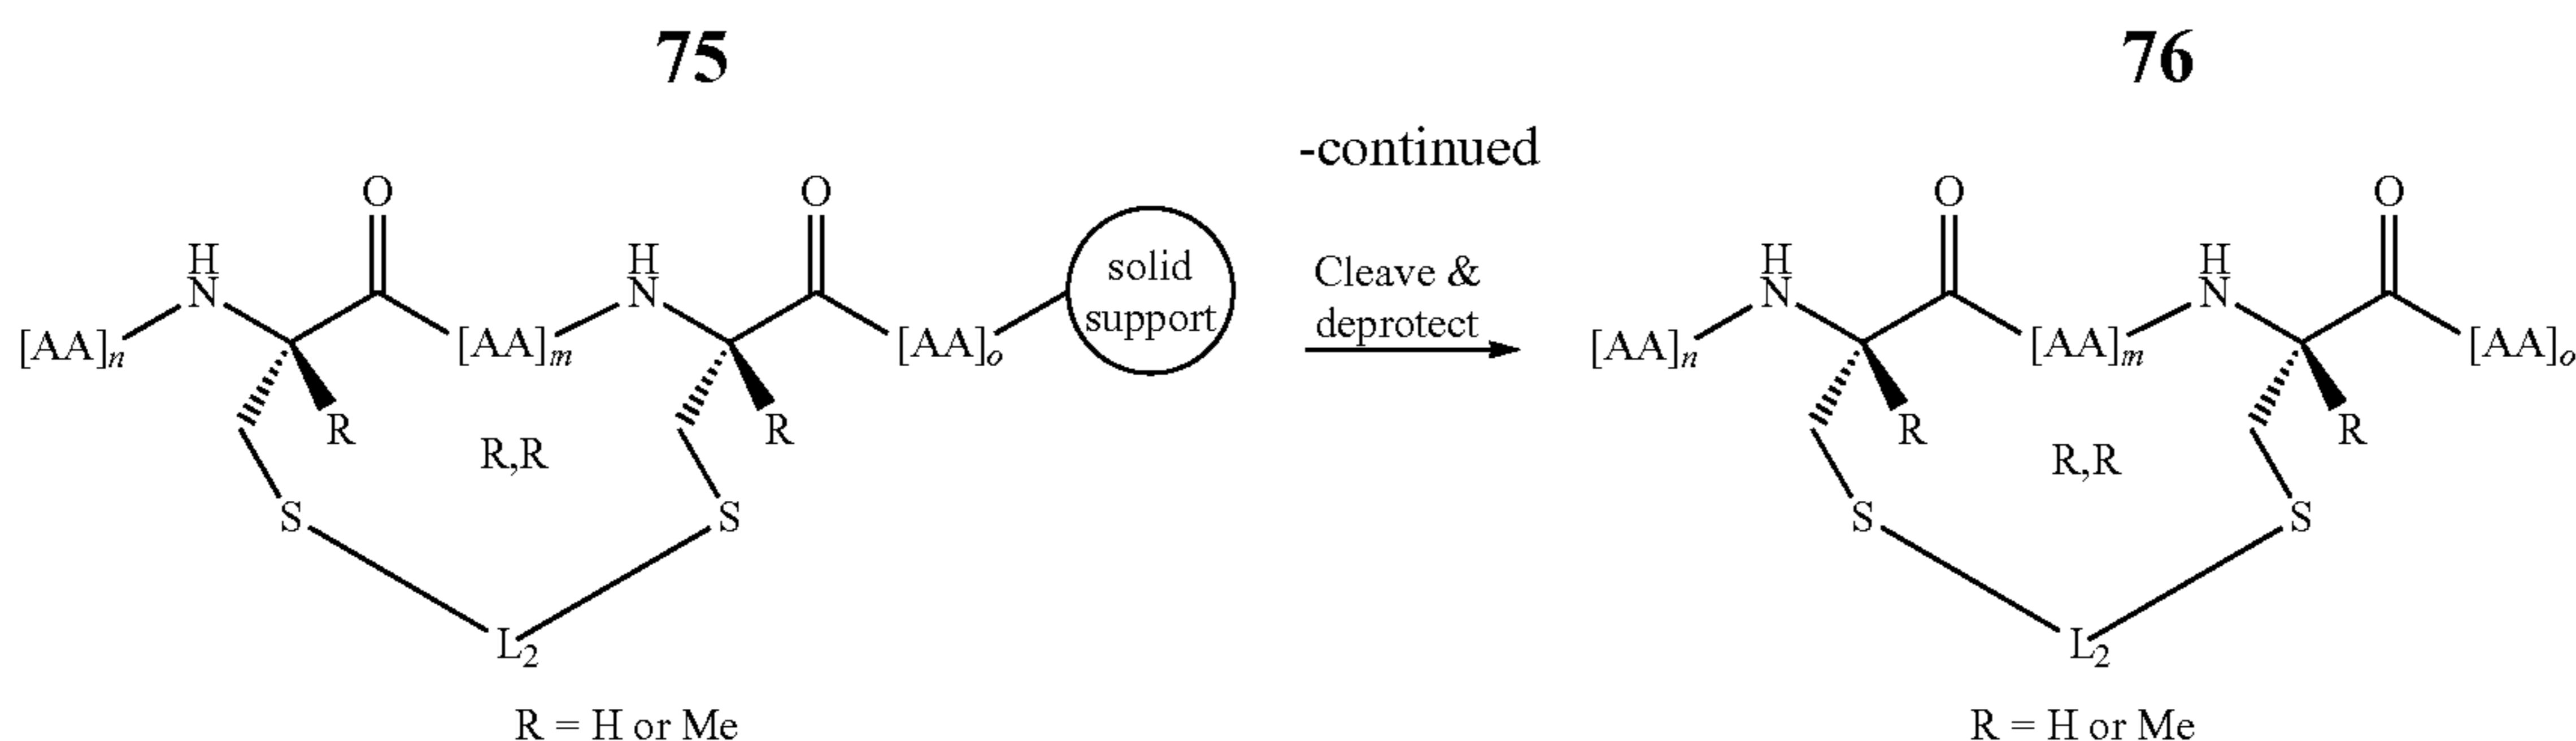 75 76
-continued
O O O O
H
N H
N solid
support Cleave &
deprotect H
N H
N
[AA]n [AA]m [AA]o [AA]n [AA]m [AA]o
R R R R
R,R R,R
S S S S
L2 L2
R = H or Me R = H or Me